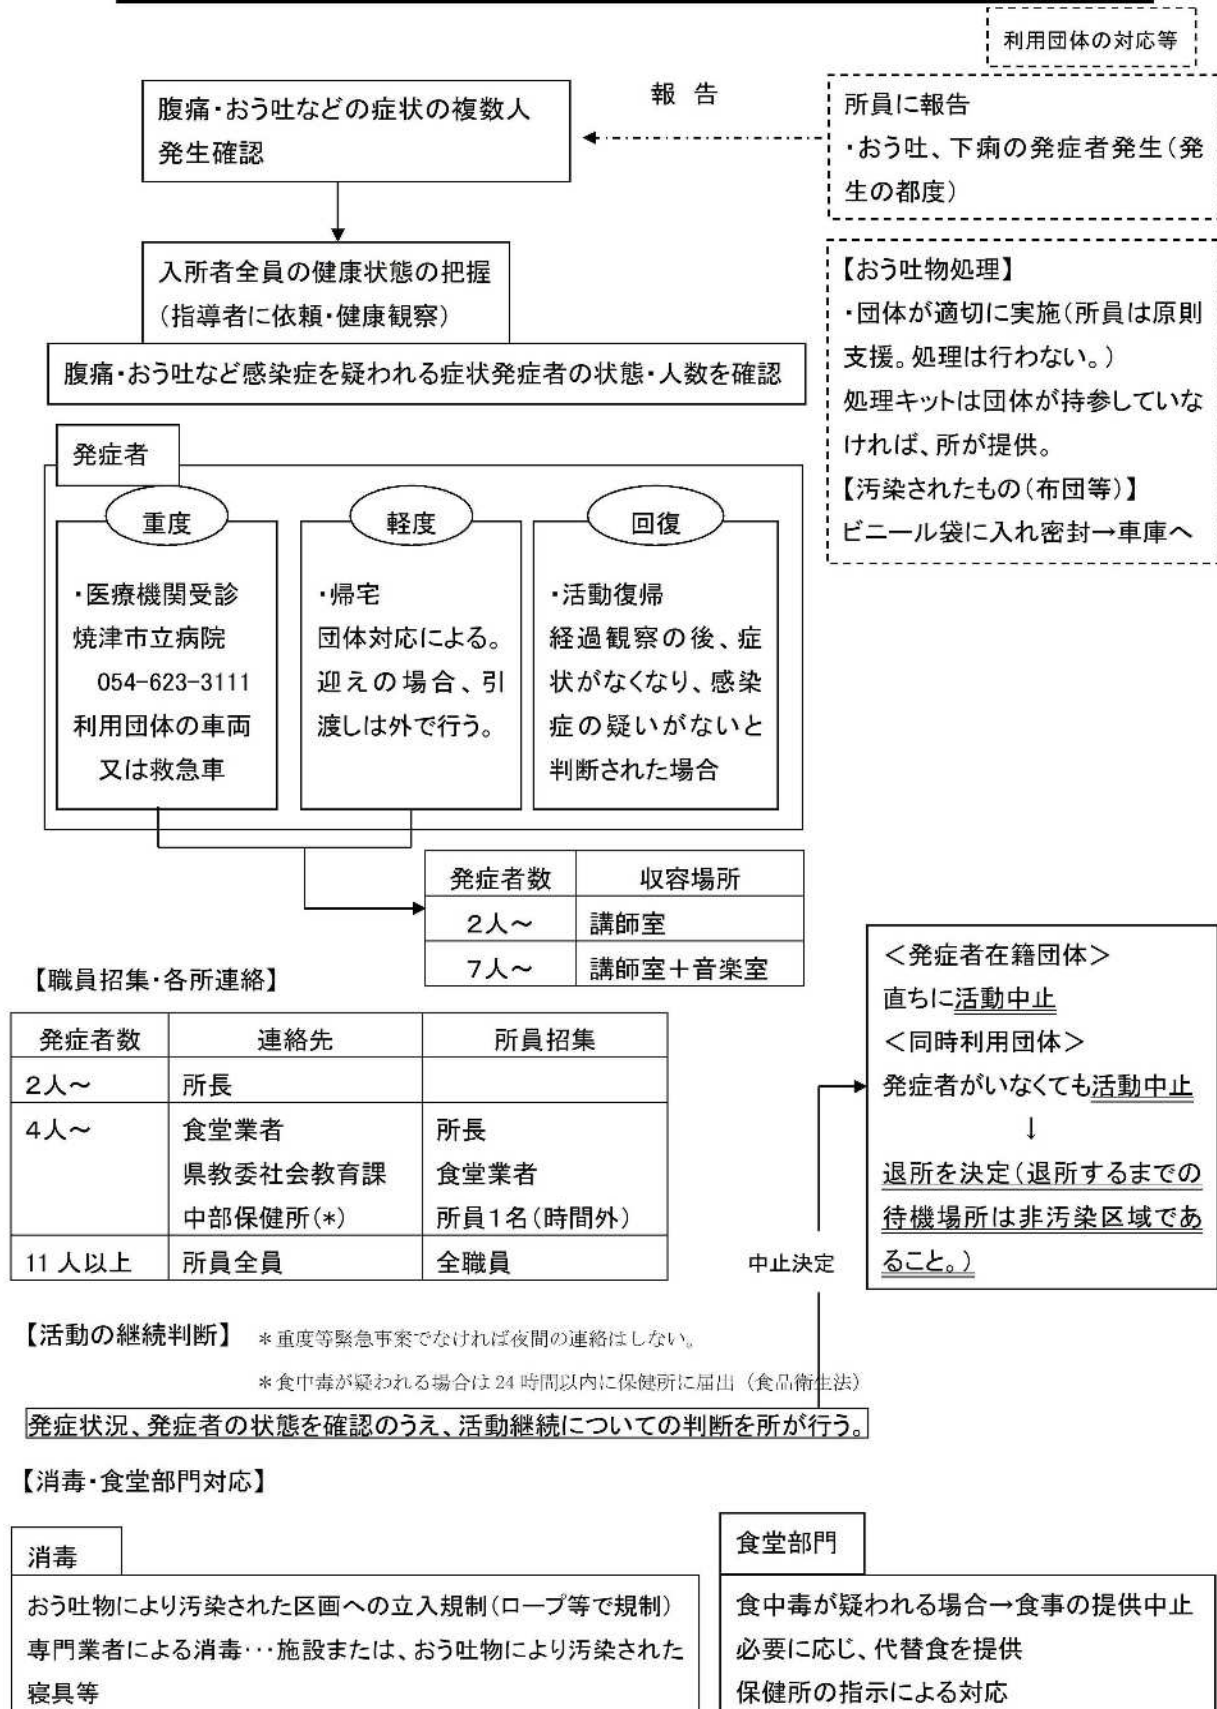 利用団体の対応等
腹痛・おう吐などの症状の複数人
発生確認
報 告
所員に報告
・おう吐、下痢の発症者発生(発
生の都度)
入所者全員の健康状態の把握
(指導者に依頼・健康観察)
腹痛・おう吐など感染症を疑われる症状発症者の状態・人数を確認
【おう吐物処理】
・団体が適切に実施(所員は原則
支援。処理は行わない。)
処理キットは団体が持参していな
ければ、所が提供。
【汚染されたもの(布団等)】
ビニール袋に入れ密封→車庫へ
発症者
重度
・医療機関受診
焼津市立病院
054-623-3111
利用団体の車両
又は救急車
軽度
・帰宅
団体対応による。
迎えの場合、引
渡しは外で行う。
回復
・活動復帰
経過観察の後、症
状がなくなり、感染
症の疑いがないと
判断された場合
発症者数 収容場所
2人～ 講師室
7人～ 講師室＋音楽室
【職員招集・各所連絡】
発症者数 連絡先 所員招集
2人～ 所長
4人～ 食堂業者 所長
県教委社会教育課 食堂業者
中部保健所(*) 所員1名(時間外)
11人以上 所員全員 全職員
＜発症者在籍団体＞
直ちに活動中止
＜同時利用団体＞
発症者がいなくても活動中止
↓
退所を決定(退所するまでの
待機場所は非汚染区域であ
ること。)
中止決定
【活動の継続判断】 ＊重度等緊急事案でなければ夜間の連絡はしない。
＊食中毒が疑われる場合は24時間以内に保健所に届出（食品衛生法）
発症状況、発症者の状態を確認のうえ、活動継続についての判断を所が行う。
【消毒・食堂部門対応】
消毒
おう吐物により汚染された区画への立入規制(ロープ等で規制)
専門業者による消毒･･･施設または、おう吐物により汚染された
寝具等
食堂部門
食中毒が疑われる場合→食事の提供中止
必要に応じ、代替食を提供
保健所の指示による対応